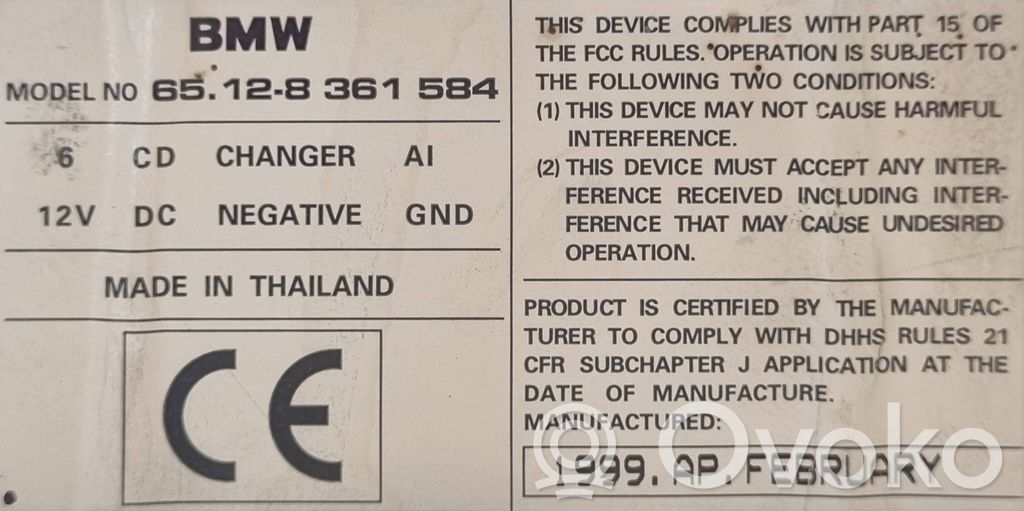 BMW
MODEL NO 65.12-8 361 584
6 CD CHANGER AI
12V DC NEGATIVE GND
MADE IN THAILAND
CE
THIS DEVICE COMPLIES WITH PART 15 OF
THE FCC RULES. OPERATION IS SUBJECT TO
THE FOLLOWING TWO CONDITIONS:
(1) THIS DEVICE MAY NOT CAUSE HARMFUL
INTERFERENCE.
(2) THIS DEVICE MUST ACCEPT ANY INTER-
FERENCE RECEIVED INCLUDING INTER-
FERENCE THAT MAY CAUSE UNDESIRED
OPERATION.
PRODUCT IS CERTIFIED BY THE MANUFAC-
TURER TO COMPLY WITH DHHS RULES 21
CFR SUBCHAPTER J APPLICATION AT THE
DATE OF MANUFACTURE.
MANUFACTURED:
1999. AP. FEBRUARY
Ovoko